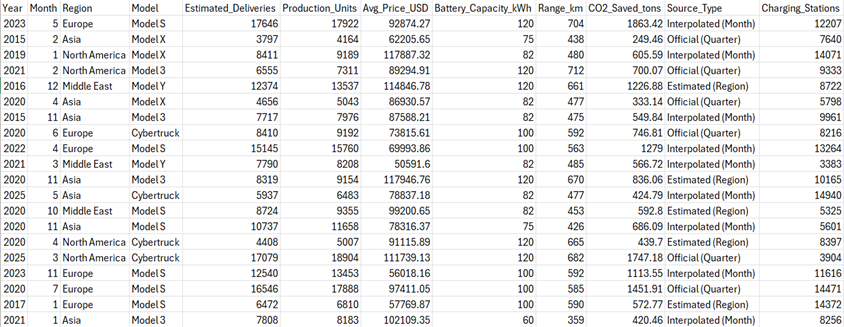 Year Month Region Model Estimated_Deliveries Production_Units Avg_Price_USD Battery_Capacity_kWh Range_km CO2_Saved_tons Source_Type Charging_Stations
2023 5 Europe Model S 17646 17922 92874.27 120 704 1863.42 Interpolated (Month) 12207
2015 2 Asia Model X 3797 4164 62205.65 75 438 249.46 Official (Quarter) 7640
2019 1 North America Model X 8411 9189 117887.32 82 480 605.59 Interpolated (Month) 14071
2021 2 North America Model 3 6555 7311 89294.91 120 712 700.07 Official (Quarter) 9333
2016 12 Middle East Model Y 12374 13537 114846.78 120 661 1226.88 Estimated (Region) 8722
2020 4 Asia Model X 4656 5043 86930.57 82 477 333.14 Official (Quarter) 5798
2015 11 Asia Model 3 7717 7976 87588.21 82 475 549.84 Interpolated (Month) 9961
2020 6 Europe Cybertruck 8410 9192 73815.61 100 592 746.81 Official (Quarter) 8216
2022 4 Europe Model S 15145 15760 69993.86 100 563 1279 Interpolated (Month) 13264
2021 3 Middle East Model Y 7790 8208 50591.6 82 485 566.72 Interpolated (Month) 3383
2020 11 Asia Model 3 8319 9154 117946.76 120 670 836.06 Estimated (Region) 10165
2025 5 Asia Cybertruck 5937 6483 78837.18 82 477 424.79 Interpolated (Month) 14940
2020 10 Middle East Model S 8724 9355 99200.65 82 453 592.8 Estimated (Region) 5325
2020 11 Asia Model S 10737 11658 78316.37 75 426 686.09 Interpolated (Month) 5601
2020 4 North America Cybertruck 4408 5007 91115.89 120 665 439.7 Estimated (Region) 8397
2025 3 North America Cybertruck 17079 18904 111739.13 120 682 1747.18 Official (Quarter) 3904
2023 11 Europe Model S 12540 13453 56018.16 100 592 1113.55 Interpolated (Month) 11616
2020 7 Europe Model S 16546 17888 97411.05 100 585 1451.91 Official (Quarter) 14471
2017 1 Europe Model S 6472 6810 57769.87 100 590 572.77 Estimated (Region) 14372
2021 1 Asia Model 3 7808 8183 102109.35 60 359 420.46 Interpolated (Month) 8256